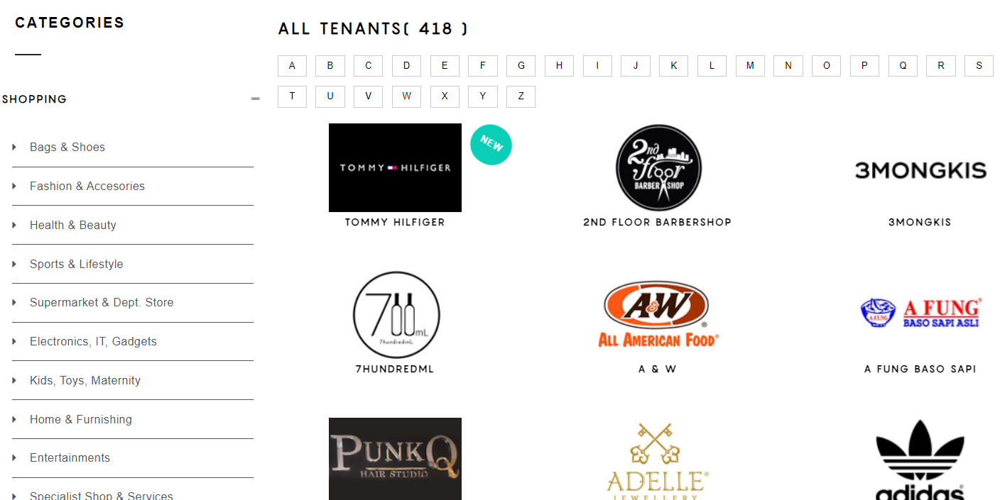 CATEGORIES
SHOPPING
Bags & Shoes
Fashion & Accesories
Health & Beauty
Sports & Lifestyle
Supermarket & Dept. Store
Electronics, IT, Gadgets
Kids, Toys, Maternity
Home & Furnishing
Entertainments
Specialist Shop & Services
ALL TENANTS( 418 )
A B C D E F G H I J K L M N O P Q R S
T U V W X Y Z
TOMMY HILFIGER
NEW
TOMMY HILFIGER
2nd
floor
BARBER SHOP
2ND FLOOR BARBERSHOP
3MONGKIS
3MONGKIS
700mL
7hundredmL
7HUNDREDML
A&W®
ALL AMERICAN FOOD®
A & W
A FUNG
A FUNG®
BASO SAPI ASLI
A FUNG BASO SAPI
PUNKQ
HAIR STUDIO
ADELLE®
JEWELLERY
adidas®